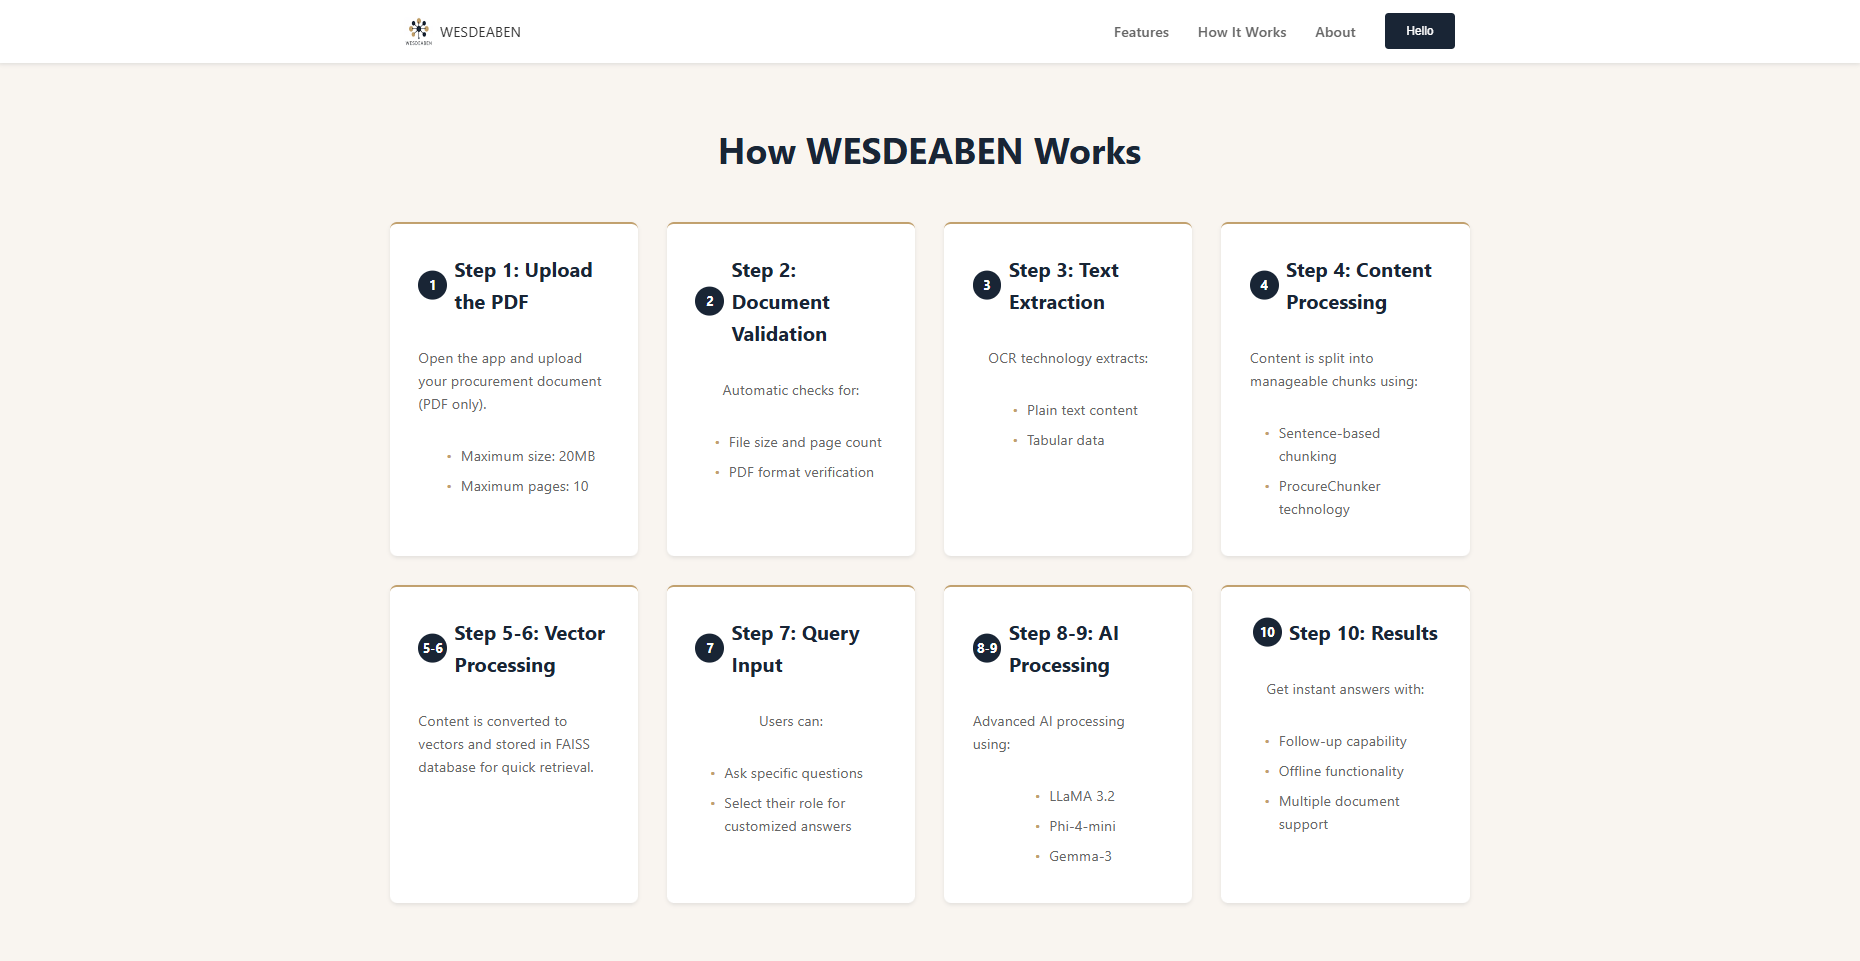 WESDEABEN
WESDEABEN
Features
How It Works
About
Hello
How WESDEABEN Works
1
Step 1: Upload
the PDF
Open the app and upload
your procurement document
(PDF only).
• Maximum size: 20MB
• Maximum pages: 10
2
Step 2:
Document
Validation
Automatic checks for:
• File size and page count
• PDF format verification
3
Step 3: Text
Extraction
OCR technology extracts:
• Plain text content
• Tabular data
4
Step 4: Content
Processing
Content is split into
manageable chunks using:
• Sentence-based
chunking
• ProcureChunker
technology
5-6
Step 5-6: Vector
Processing
Content is converted to
vectors and stored in FAISS
database for quick retrieval.
7
Step 7: Query
Input
Users can:
• Ask specific questions
• Select their role for
customized answers
8-9
Step 8-9: AI
Processing
Advanced AI processing
using:
• LLaMA 3.2
• Phi-4-mini
• Gemma-3
10
Step 10: Results
Get instant answers with:
• Follow-up capability
• Offline functionality
• Multiple document
support